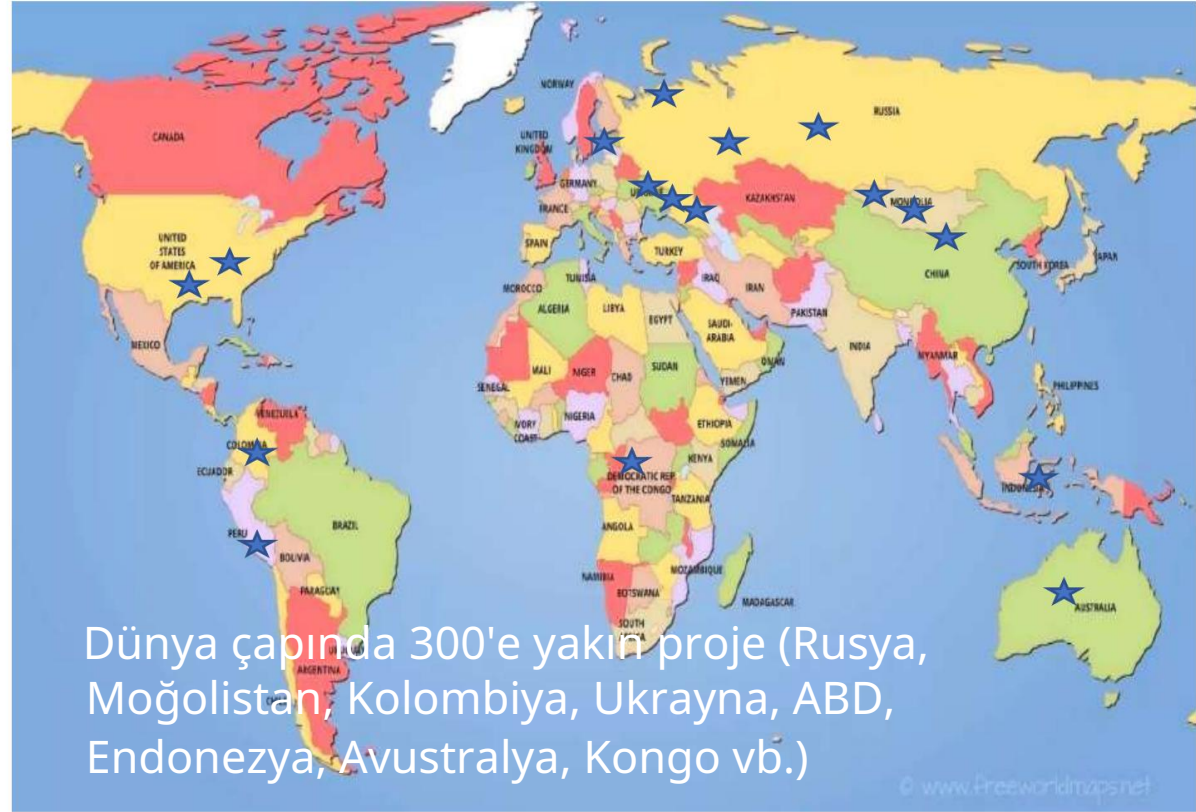 NORWAY
RUSSIA
CANADA
UNITED
KINGDOM
GERMANY
KAZAKHSTAN
MONGOLIA
FRANCE
UNITED
STATES
OF AMERICA
SPAIN
TURKEY
CHINA
SOUTH KOREA
JAPAN
TUNISIA
MOROCCO
IRAQ
IRAN
ALGERIA
LIBYA
EGYPT
PAKISTAN
SAUDI-
ARABIA
MEXICO
INDIA
OMAN
MYANMAR
MALI
NIGER
CHAD
SUDAN
YEMEN
SENEGAL
PHILIPPINES
VENEZUELA
IVORY
COAST
NIGERIA
ETHIOPIA
SOMALIA
COLOMBIA
ECUADOR
KENYA
DEMOCRATIC REP
OF THE CONGO
INDONESIA
TANZANIA
BRAZIL
ANGOLA
PERU
BOLIVIA
MOZAMBIQUE
NAMIBIA
PARAGUAY
BOTSWANA
MADAGASCAR
AUSTRALIA
SOUTH
Dünya çapında 300'e yakın proje (Rusya,
ARGENTINA
Moğolistan, Kolombiya, Ukrayna, ABD,
Endonezya, Avustralya, Kongo vb.)
© www.freeworldmaps.net